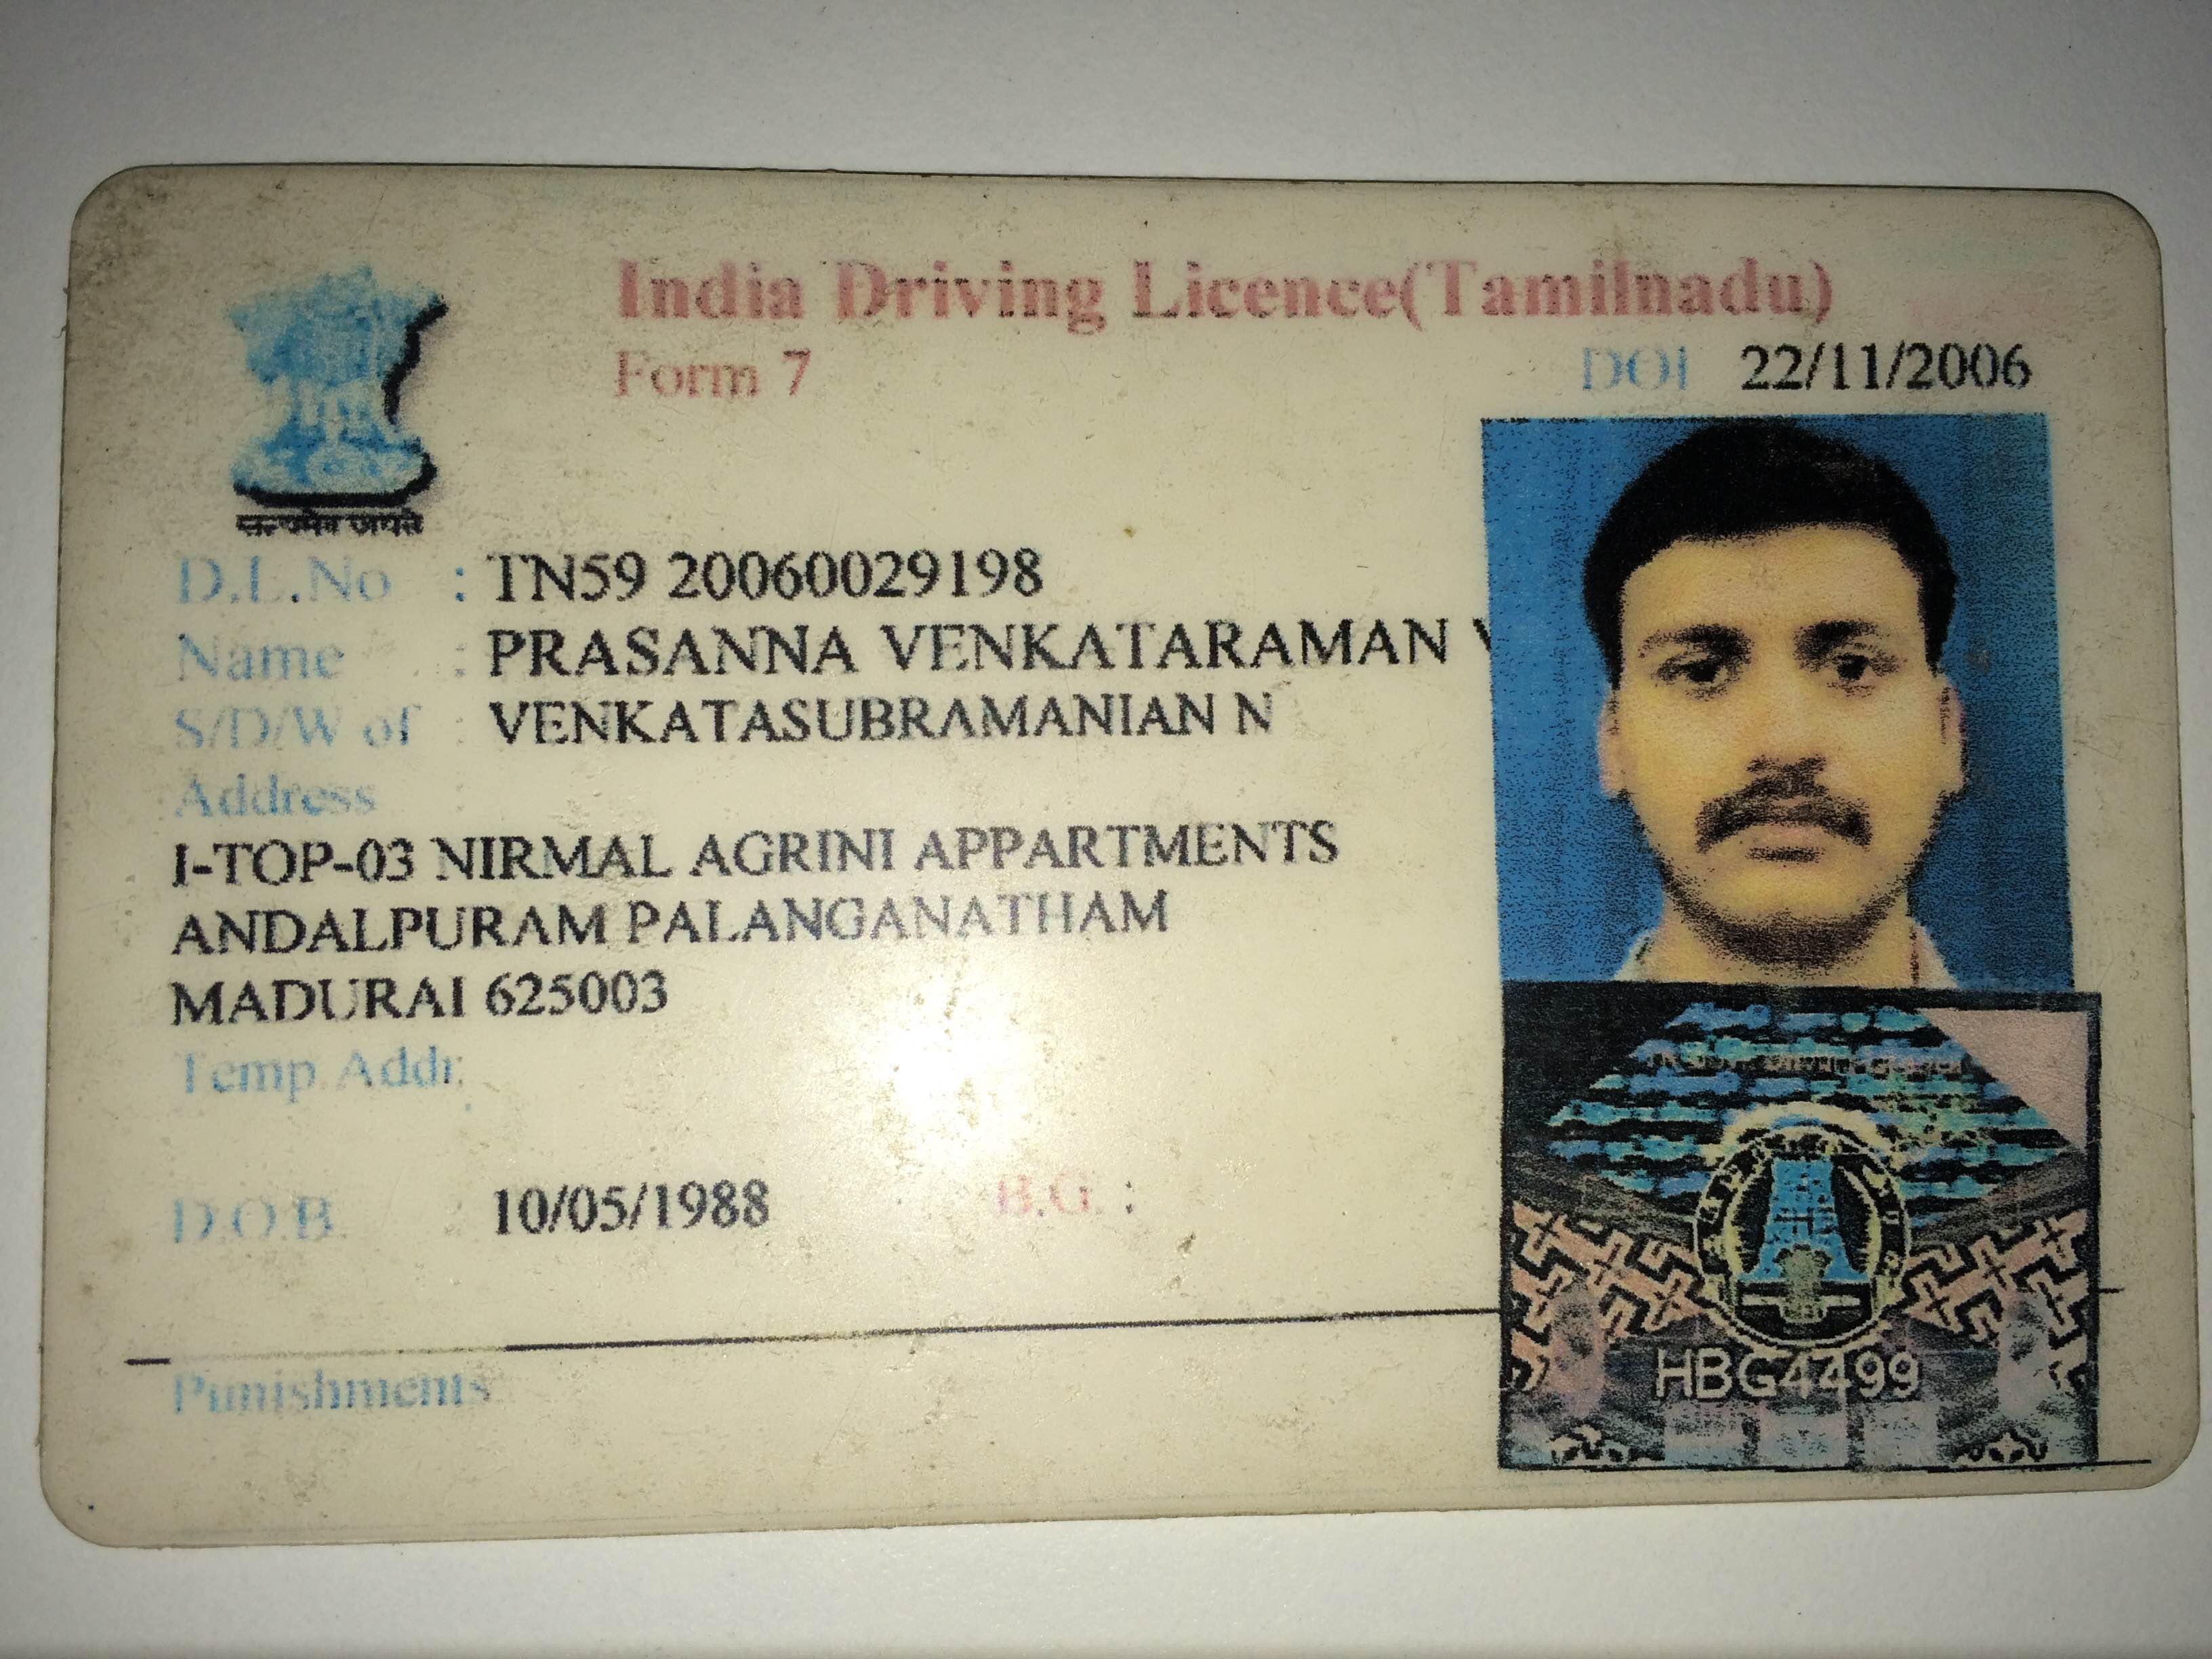 India Driving Licence(Tamilnadu)
Form 7
DOI 22/11/2006
सत्यमेव जयते
D.L.No : TN59 20060029198
Name : PRASANNA VENKATARAMAN V
S/D/W of : VENKATASUBRAMANIAN N
Address :
I-TOP-03 NIRMAL AGRINI APPARTMENTS
ANDALPURAM PALANGANATHAM
MADURAI 625003
Temp.Addr:
D.O.B. : 10/05/1988 B.G. :
Punishments
HBG4499